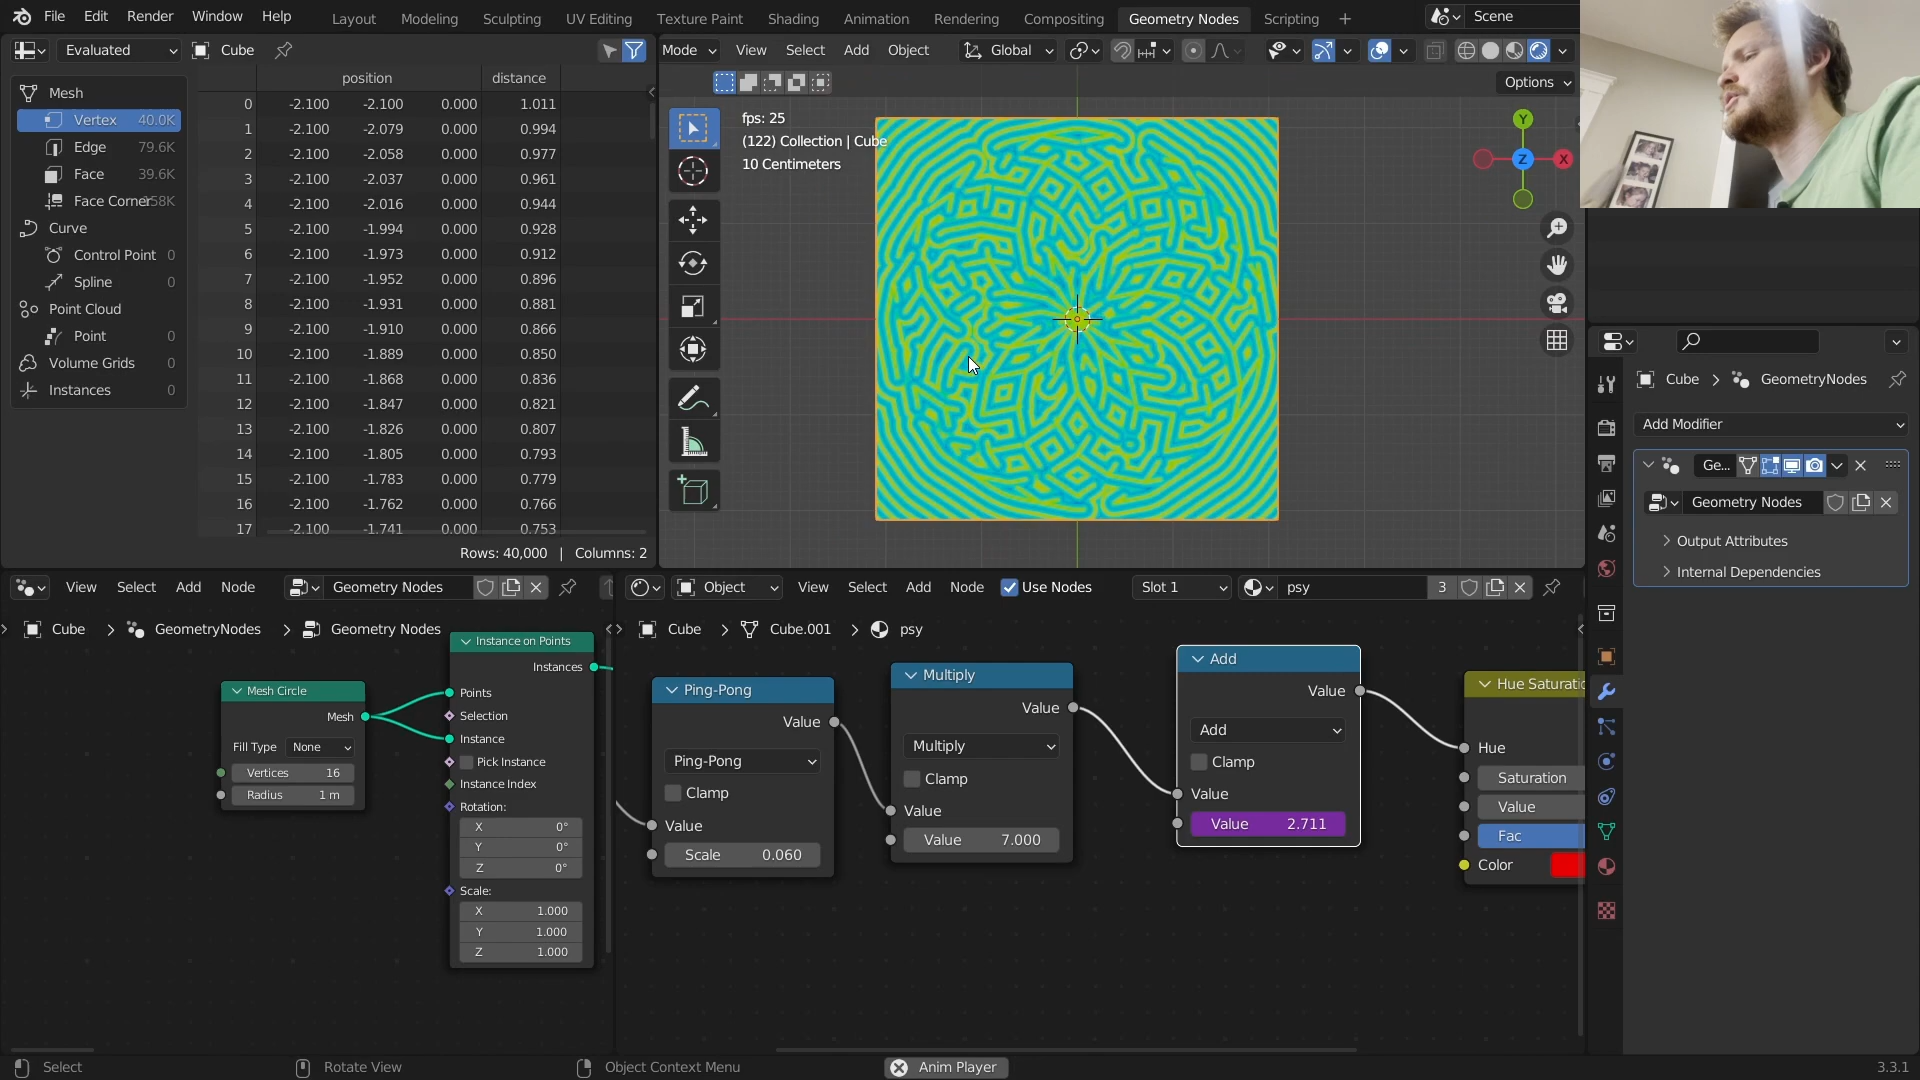 File Edit Render Window Help Layout Modeling Sculpting UV Editing Texture Paint Shading Animation Rendering Compositing Geometry Nodes Scripting + Scene
Evaluated Cube
Mode View Select Add Object Global
Options
position distance
Mesh
Vertex 40.0K
Edge 79.6K
Face 39.6K
Face Corner 58K
Curve
Control Point 0
Spline 0
Point Cloud
Point 0
Volume Grids 0
Instances 0
0 -2.100 -2.100 0.000 1.011
1 -2.100 -2.079 0.000 0.994
2 -2.100 -2.058 0.000 0.977
3 -2.100 -2.037 0.000 0.961
4 -2.100 -2.016 0.000 0.944
5 -2.100 -1.994 0.000 0.928
6 -2.100 -1.973 0.000 0.912
7 -2.100 -1.952 0.000 0.896
8 -2.100 -1.931 0.000 0.881
9 -2.100 -1.910 0.000 0.866
10 -2.100 -1.889 0.000 0.850
11 -2.100 -1.868 0.000 0.836
12 -2.100 -1.847 0.000 0.821
13 -2.100 -1.826 0.000 0.807
14 -2.100 -1.805 0.000 0.793
15 -2.100 -1.783 0.000 0.779
16 -2.100 -1.762 0.000 0.766
17 -2.100 -1.741 0.000 0.753
Rows: 40,000 | Columns: 2
fps: 25
(122) Collection | Cube
10 Centimeters
Y
Z
X
Cube > GeometryNodes
Add Modifier
Ge...
Geometry Nodes
Output Attributes
Internal Dependencies
View Select Add Node Geometry Nodes
Cube > GeometryNodes > Geometry Nodes
Mesh Circle
Mesh
Fill Type None
Vertices 16
Radius 1 m
Instance on Points
Instances
Points
Selection
Instance
Pick Instance
Instance Index
Rotation:
X 0°
Y 0°
Z 0°
Scale:
X 1.000
Y 1.000
Z 1.000
Object View Select Add Node Use Nodes Slot 1 psy 3
Cube > Cube.001 > psy
Ping-Pong
Value
Ping-Pong
Clamp
Value
Scale 0.060
Multiply
Value
Multiply
Clamp
Value
Value 7.000
Add
Value
Add
Clamp
Value
Value 2.711
Hue Saturatio
Hue
Saturation
Value
Fac
Color
Select Rotate View Object Context Menu Anim Player 3.3.1